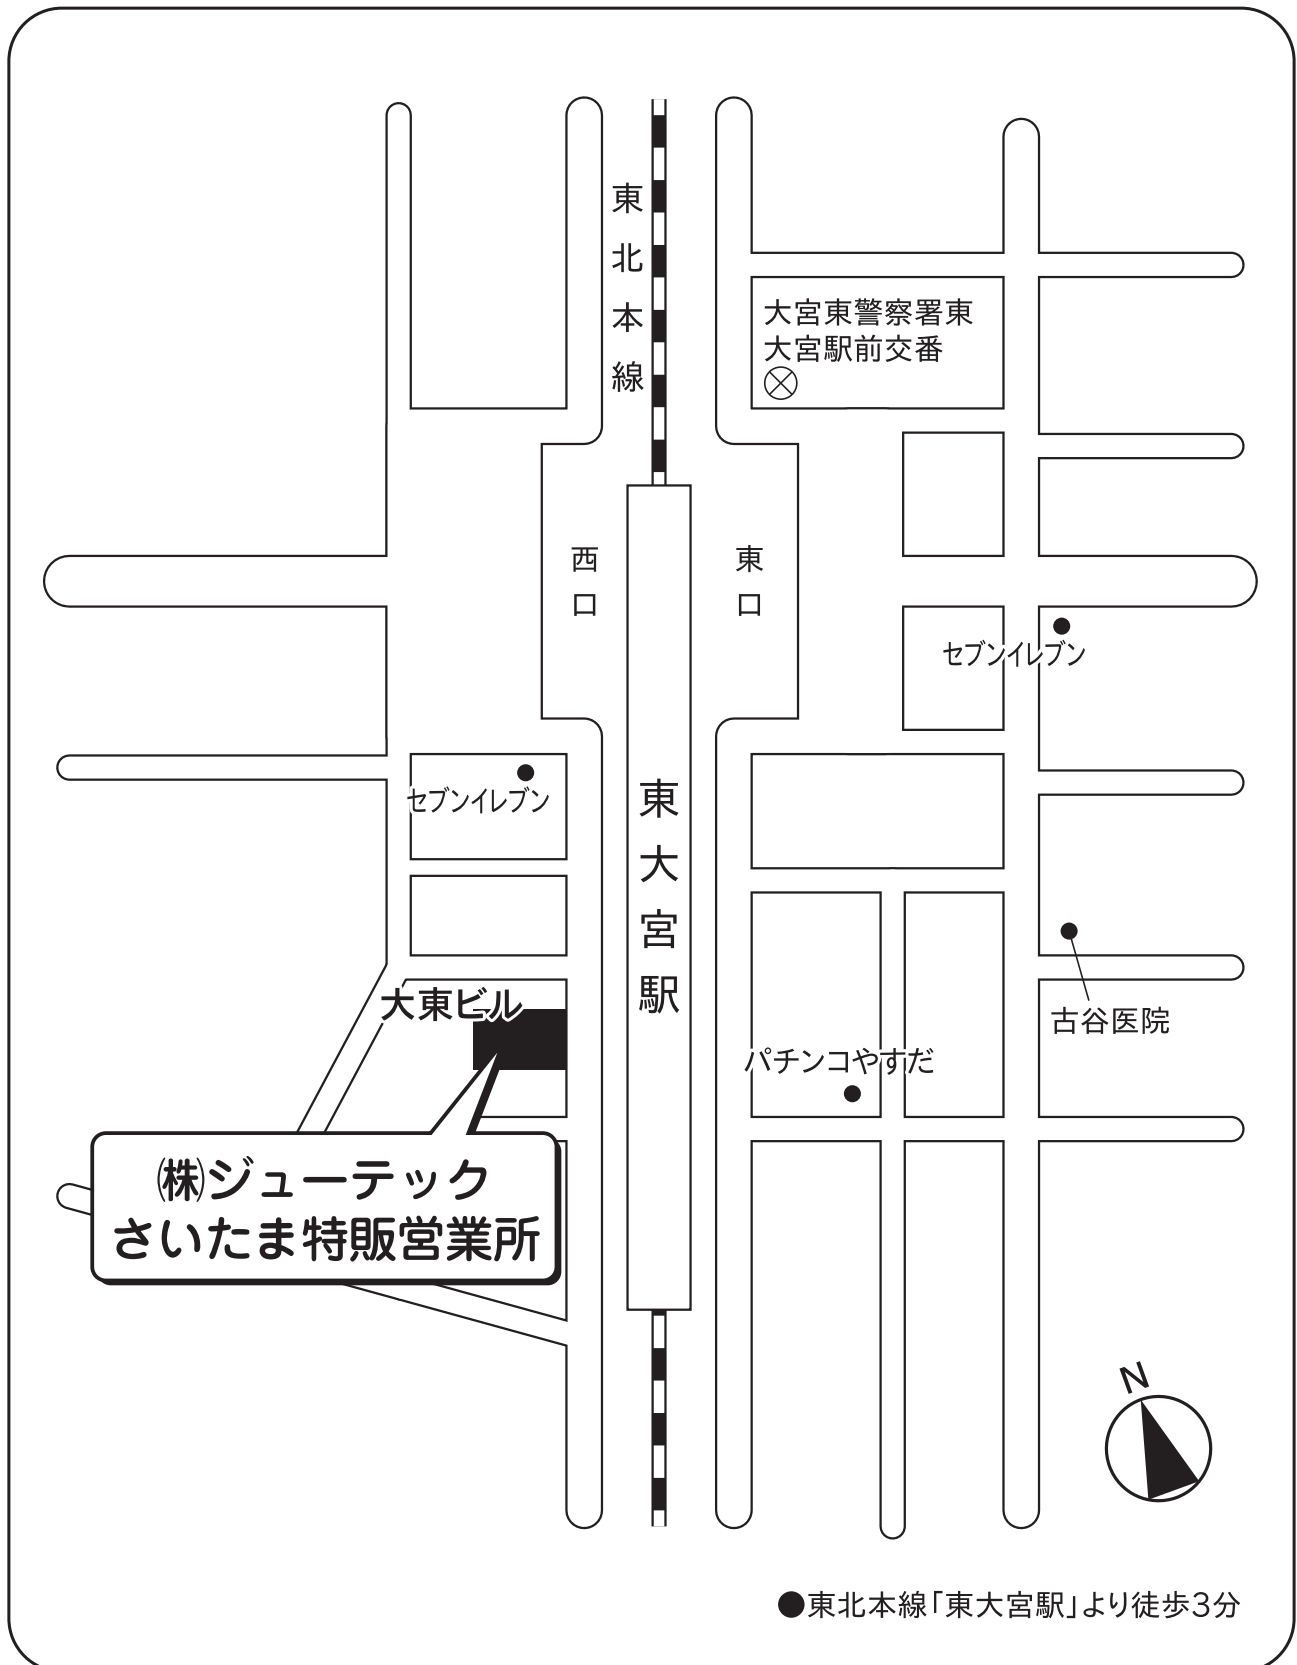 東北本線
大宮東警察署東
大宮駅前交番
西口
東口
セブンイレブン
セブンイレブン
東大宮駅
古谷医院
大東ビル
パチンコやすだ
㈱ジューテック
さいたま特販営業所
N
●東北本線「東大宮駅」より徒歩3分